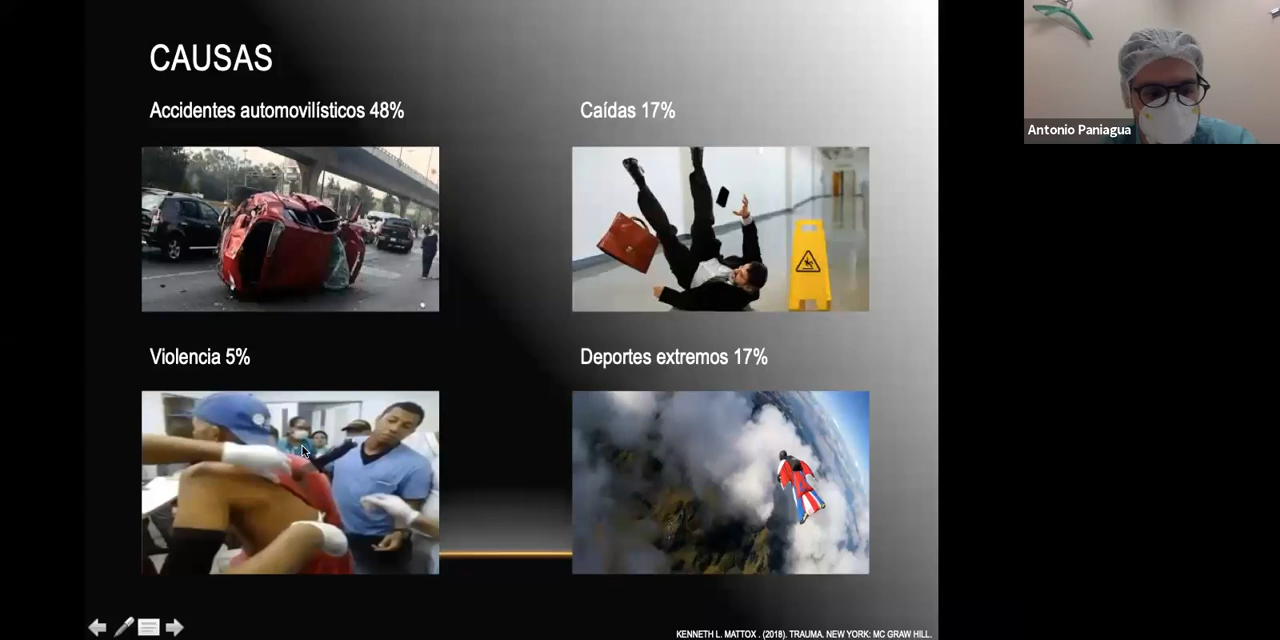 CAUSAS
Accidentes automovilísticos 48%
Caídas 17%
Violencia 5%
Deportes extremos 17%
KENNETH L. MATTOX . (2018). TRAUMA. NEW YORK: MC GRAW HILL.
Antonio Paniagua